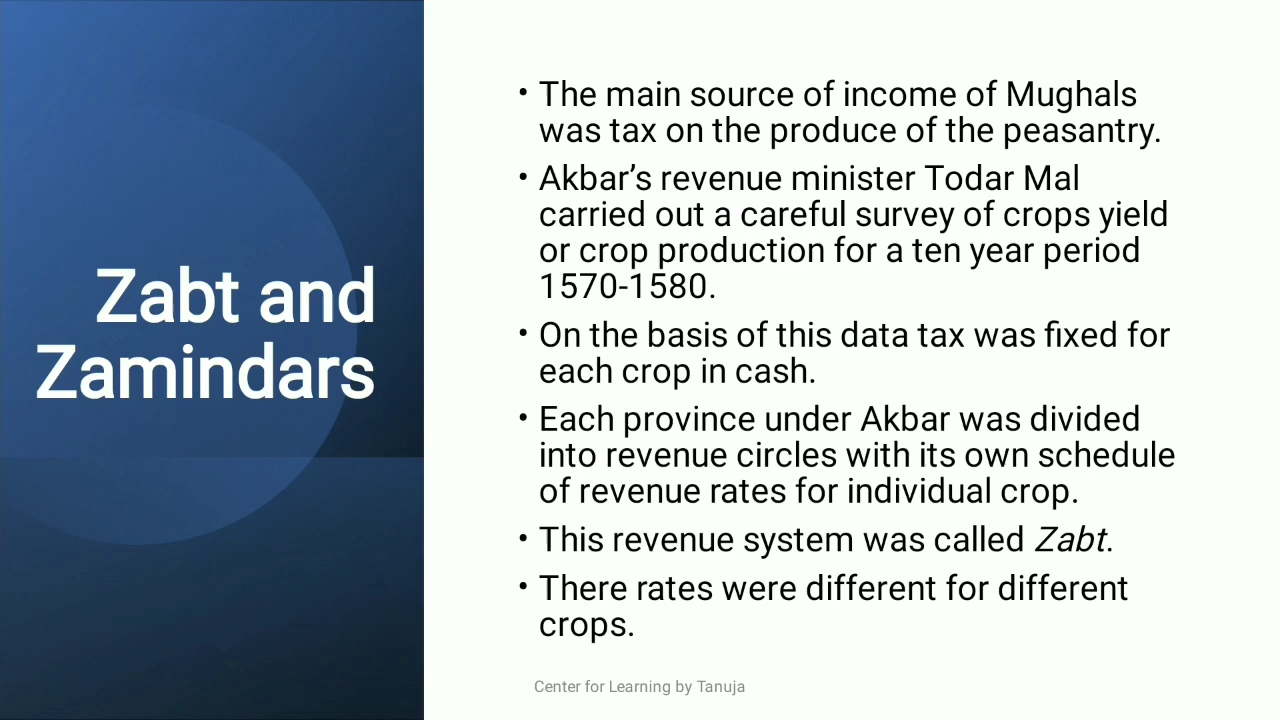 Zabt and
Zamindars
• The main source of income of Mughals
was tax on the produce of the peasantry.
• Akbar’s revenue minister Todar Mal
carried out a careful survey of crops yield
or crop production for a ten year period
1570-1580.
• On the basis of this data tax was fixed for
each crop in cash.
• Each province under Akbar was divided
into revenue circles with its own schedule
of revenue rates for individual crop.
• This revenue system was called Zabt.
• There rates were different for different
crops.
Center for Learning by Tanuja